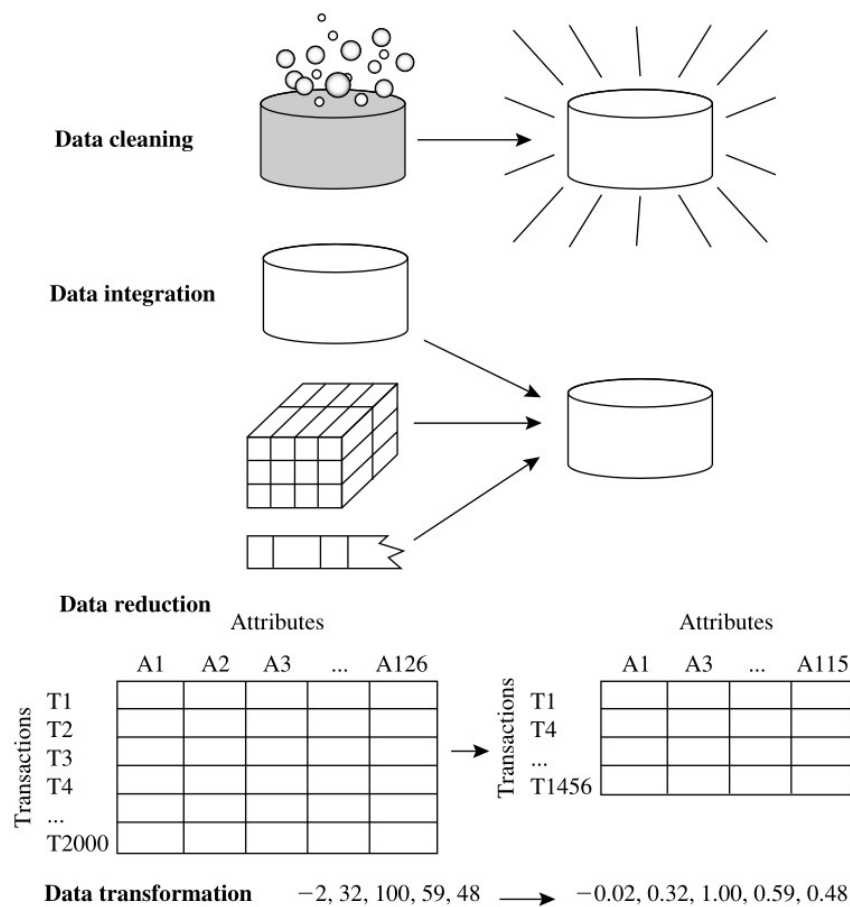 Data cleaning
Data integration
Data reduction
Attributes
A1 A2 A3 ... A126
Transactions
T1
T2
T3
T4
...
T2000
Attributes
A1 A3 ... A115
Transactions
T1
T4
...
T1456
Data transformation −2, 32, 100, 59, 48 −0.02, 0.32, 1.00, 0.59, 0.48